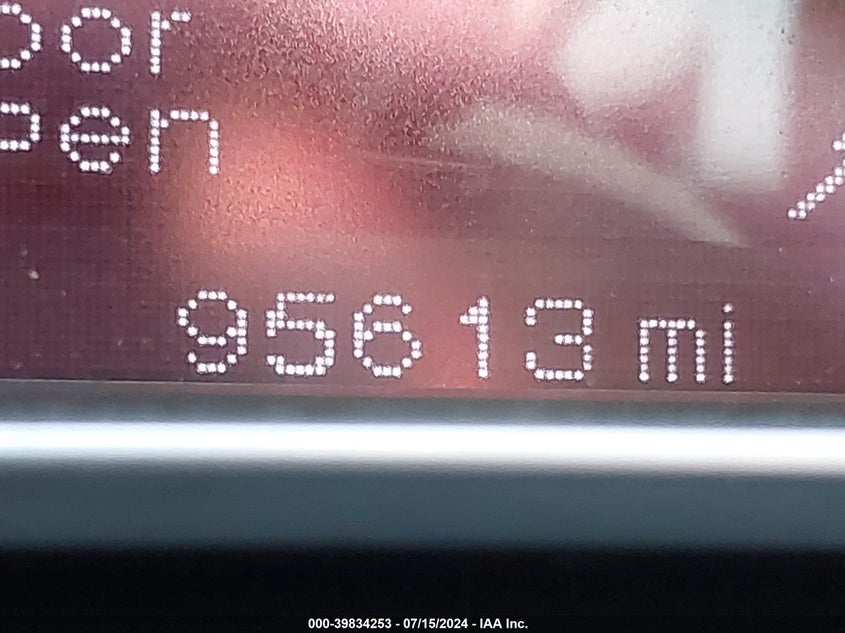 oor
pen
95613 mi
000-39834253 - 07/15/2024 - IAA Inc.